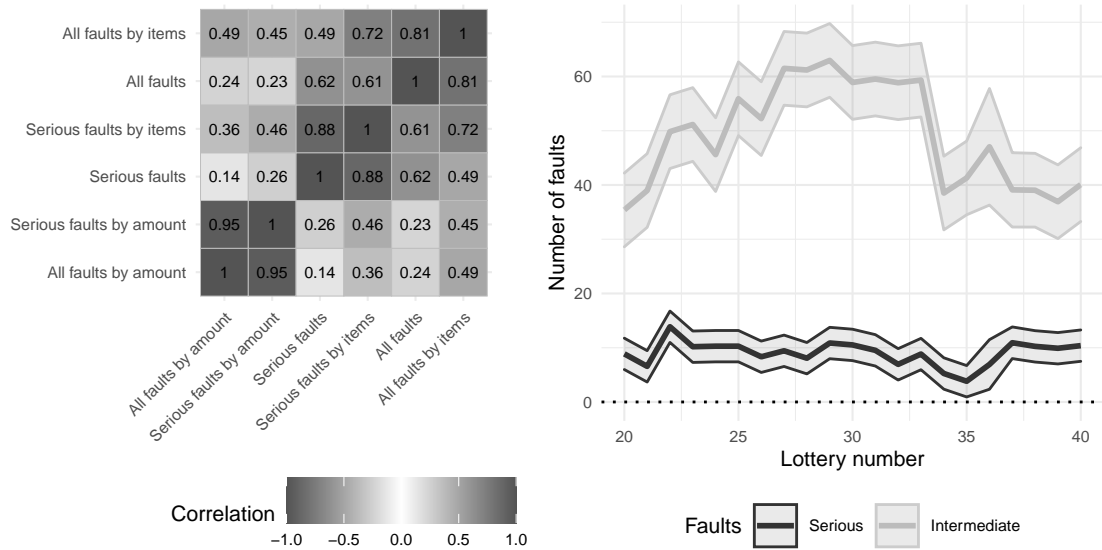 All faults by items 0.49 0.45 0.49 0.72 0.81 1
All faults 0.24 0.23 0.62 0.61 1 0.81
Serious faults by items 0.36 0.46 0.88 1 0.61 0.72
Serious faults 0.14 0.26 1 0.88 0.62 0.49
Serious faults by amount 0.95 1 0.26 0.46 0.23 0.45
All faults by amount 1 0.95 0.14 0.36 0.24 0.49
All faults by amount
Serious faults by amount
Serious faults
Serious faults by items
All faults
All faults by items
Correlation
−1.0 −0.5 0.0 0.5 1.0
Number of faults
60
40
20
0
20 25 30 35 40
Lottery number
Faults Serious Intermediate